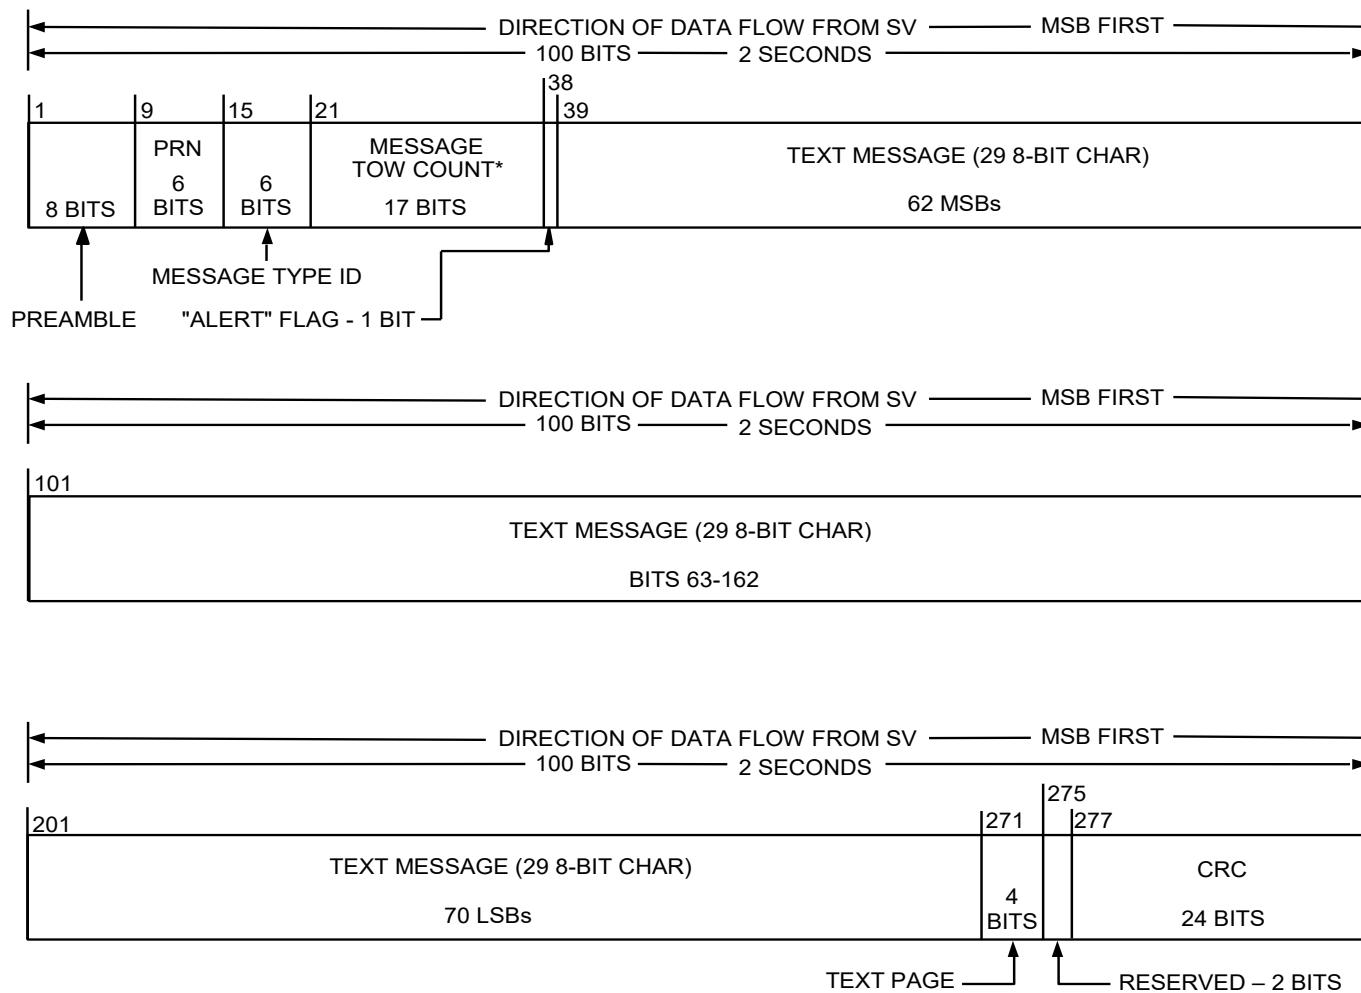 DIRECTION OF DATA FLOW FROM SV MSB FIRST
100 BITS 2 SECONDS
38
1 9 15 21 39
PRN MESSAGE
TOW COUNT*
TEXT MESSAGE (29 8-BIT CHAR)
8 BITS 6 BITS 6 BITS 17 BITS 62 MSBs
MESSAGE TYPE ID
PREAMBLE "ALERT" FLAG - 1 BIT
DIRECTION OF DATA FLOW FROM SV MSB FIRST
100 BITS 2 SECONDS
101
TEXT MESSAGE (29 8-BIT CHAR)
BITS 63-162
DIRECTION OF DATA FLOW FROM SV MSB FIRST
100 BITS 2 SECONDS
275
201 271 277
TEXT MESSAGE (29 8-BIT CHAR) CRC
70 LSBs 4 BITS 24 BITS
TEXT PAGE RESERVED – 2 BITS